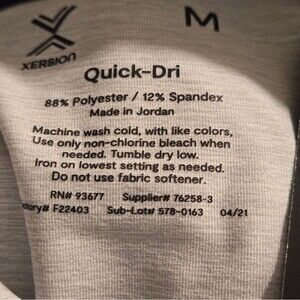 M
XERSION
Quick-Dri
88% Polyester / 12% Spandex
Made in Jordan
Machine wash cold, with like colors.
Use only non-chlorine bleach when
needed. Tumble dry low.
Iron on lowest setting as needed.
Do not use fabric softener.
RN# 93677 Supplier# 76258-3
ctory# F22403 Sub-Lot# 578-0163 04/21